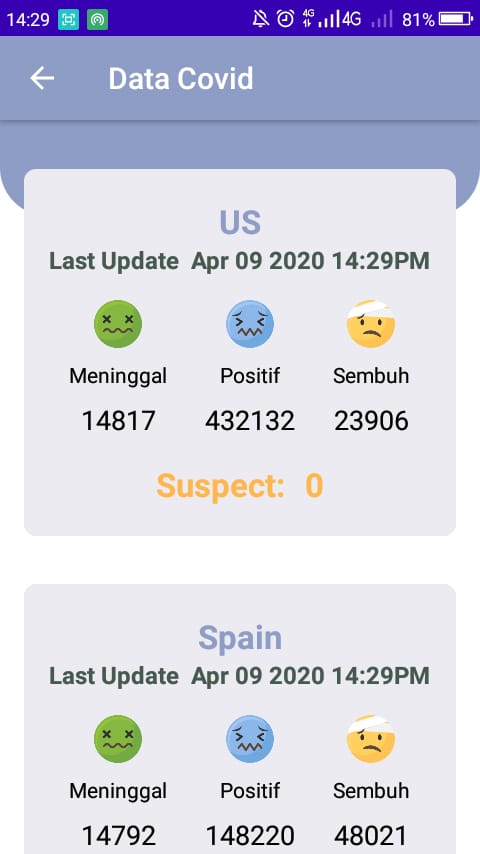 14:29 4G 4G 81%
Data Covid
US
Last Update Apr 09 2020 14:29PM
Meninggal Positif Sembuh
14817 432132 23906
Suspect: 0
Spain
Last Update Apr 09 2020 14:29PM
Meninggal Positif Sembuh
14792 148220 48021